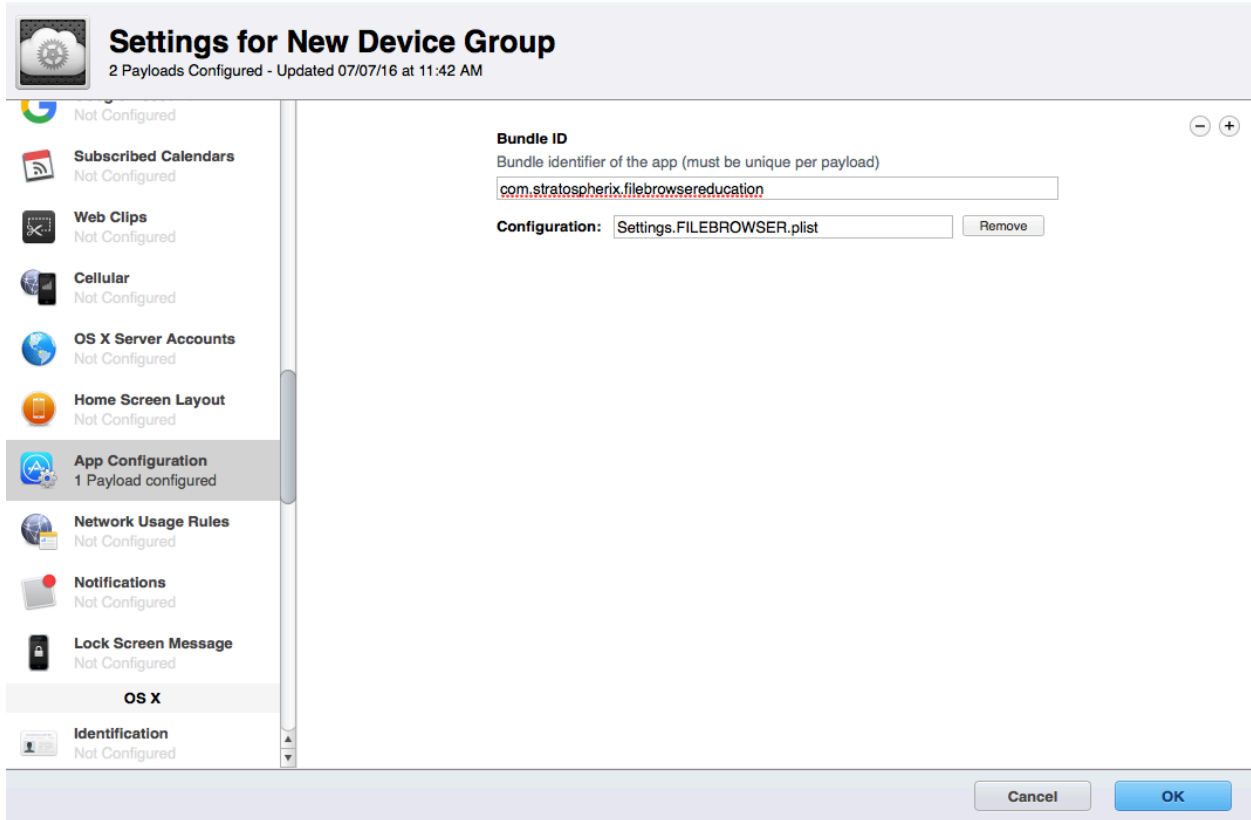 Settings for New Device Group
2 Payloads Configured - Updated 07/07/16 at 11:42 AM
Not Configured
Subscribed Calendars
Not Configured
Web Clips
Not Configured
Cellular
Not Configured
OS X Server Accounts
Not Configured
Home Screen Layout
Not Configured
App Configuration
1 Payload configured
Network Usage Rules
Not Configured
Notifications
Not Configured
Lock Screen Message
Not Configured
OS X
Identification
Not Configured
Bundle ID
Bundle identifier of the app (must be unique per payload)
com.stratospherix.filebrowsereducation
Configuration: Settings.FILEBROWSER.plist Remove
Cancel OK